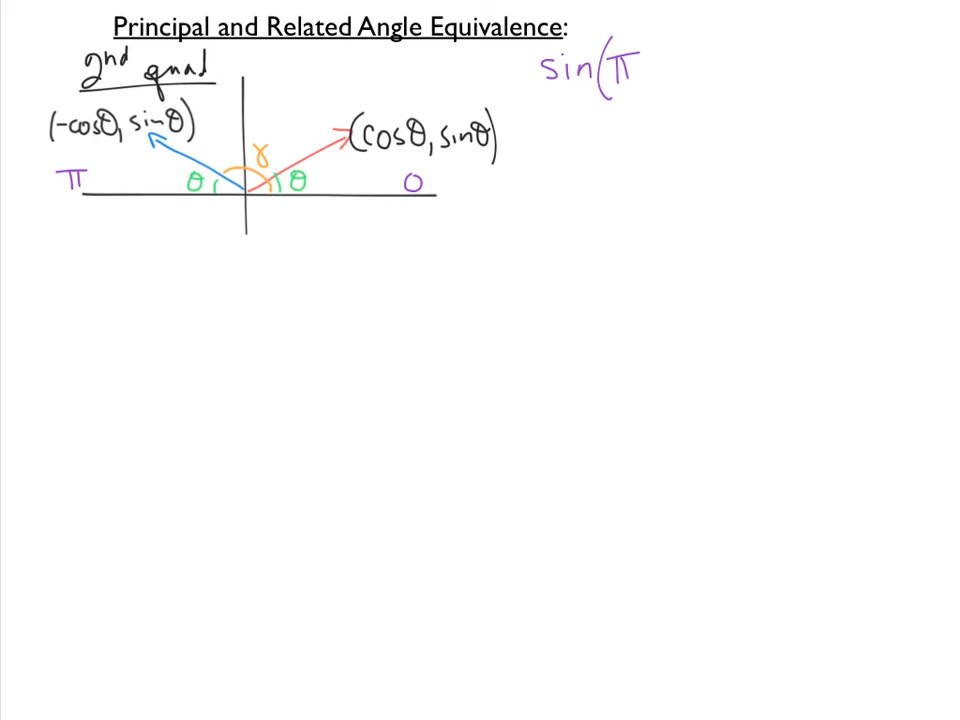 Principal and Related Angle Equivalence:
2nd quad
sin(π
(-cosθ, sinθ)
(cosθ, sinθ)
γ
π
θ
θ
0